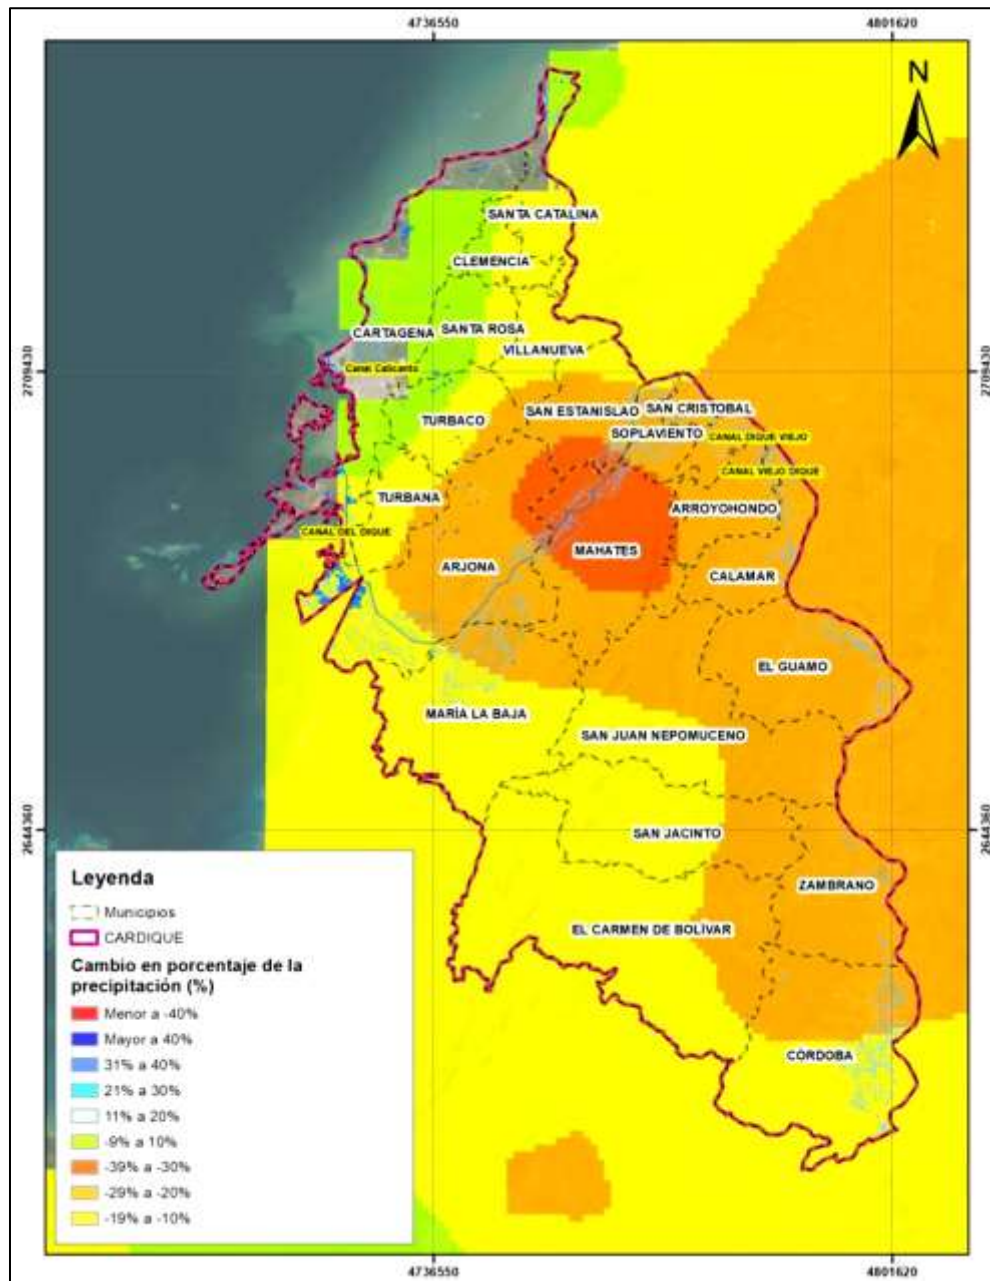 4736550
4801620
N
SANTA CATALINA
CLEMENCIA
CARTAGENA
SANTA ROSA
VILLANUEVA
2709430
2709430
Canal Calicanto
SAN ESTANISLAO
SAN CRISTOBAL
TURBACO
SOPLAVIENTO
CANAL DIQUE VIEJO
CANAL VIEJO DIQUE
TURBANA
ARROYOHONDO
CANAL DEL DIQUE
MAHATES
ARJONA
CALAMAR
EL GUAMO
MARÍA LA BAJA
SAN JUAN NEPOMUCENO
2644360
2644360
SAN JACINTO
ZAMBRANO
EL CARMEN DE BOLÍVAR
CÓRDOBA
Leyenda
Municipios
CARDIQUE
Cambio en porcentaje de la
precipitación (%)
Menor a -40%
Mayor a 40%
31% a 40%
21% a 30%
11% a 20%
-9% a 10%
-39% a -30%
-29% a -20%
-19% a -10%
4736550
4801620